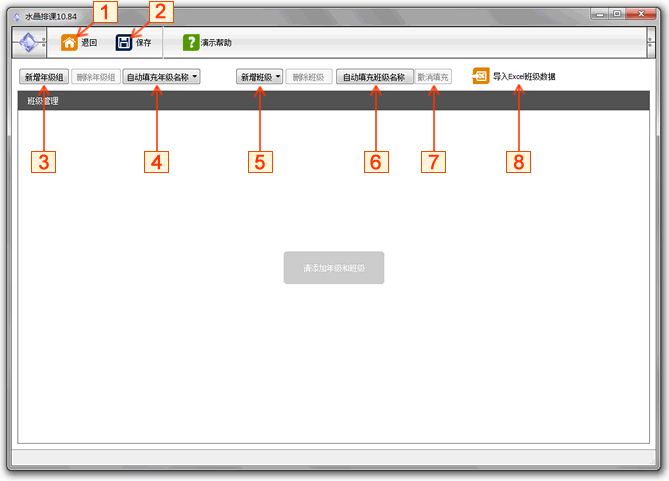 水晶排课10.84
1
2
退回
保存
演示帮助
新增年级组
删除年级组
自动填充年级名称
新增班级
删除班级
自动填充班级名称
撤消填充
导入Excel班级数据
班级管理
3
4
5
6
7
8
请添加年级和班级